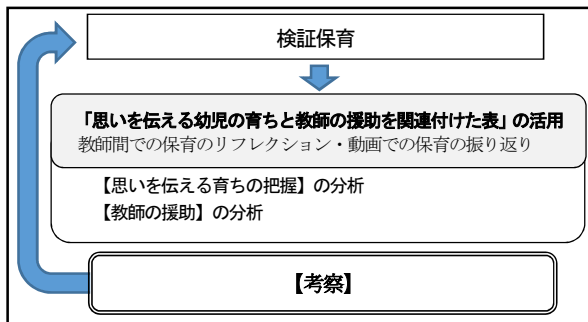 検証保育
「思いを伝える幼児の育ちと教師の援助を関連付けた表」の活用
教師間での保育のリフレクション・動画での保育の振り返り
【思いを伝える育ちの把握】の分析
【教師の援助】の分析
【考察】